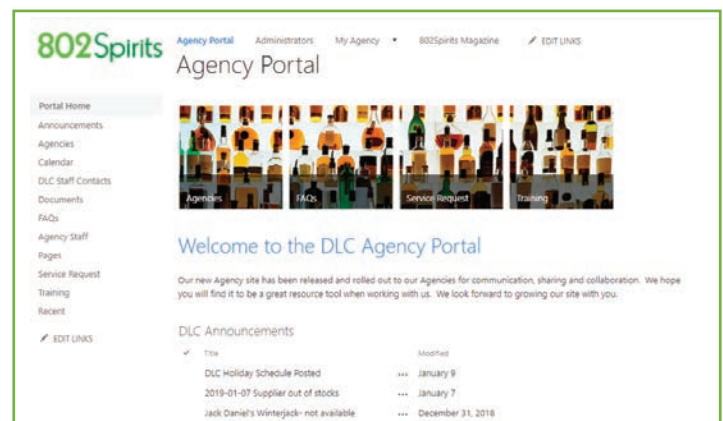 802Spirits
Agency Portal Administrators My Agency 802Spirits Magazine EDIT LINKS
Agency Portal
Portal Home
Announcements
Agencies
Calendar
DLC Staff Contacts
Documents
FAQs
Agency Staff
Pages
Service Request
Training
Recent
EDIT LINKS
Agencies FAQs Service Request Training
Welcome to the DLC Agency Portal
Our new Agency site has been released and rolled out to our Agencies for communication, sharing and collaboration. We hope
you will find it to be a great resource tool when working with us. We look forward to growing our site with you.
DLC Announcements
Title Modified
DLC Holiday Schedule Posted ... January 9
2019-01-07 Supplier out of stocks ... January 7
Jack Daniel's Winterjack- not available ... December 31, 2018